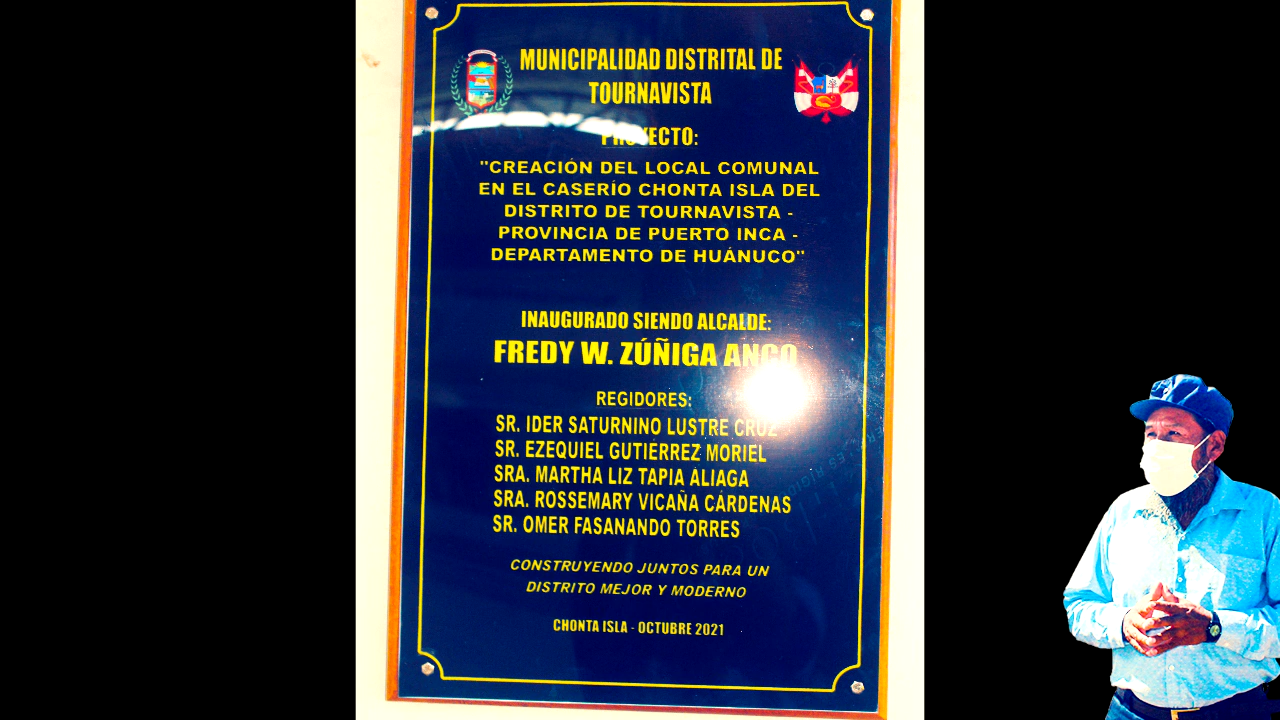 MUNICIPALIDAD DISTRITAL DE
TOURNAVISTA
PROYECTO:
"CREACIÓN DEL LOCAL COMUNAL
EN EL CASERÍO CHONTA ISLA DEL
DISTRITO DE TOURNAVISTA -
PROVINCIA DE PUERTO INCA -
DEPARTAMENTO DE HUÁNUCO"
INAUGURADO SIENDO ALCALDE:
FREDY W. ZÚÑIGA ANCO
REGIDORES:
SR. IDER SATURNINO LUSTRE CRUZ
SR. EZEQUIEL GUTIÉRREZ MORIEL
SRA. MARTHA LIZ TAPIA ALIAGA
SRA. ROSSEMARY VICAÑA CÁRDENAS
SR. OMER FASANANDO TORRES
CONSTRUYENDO JUNTOS PARA UN
DISTRITO MEJOR Y MODERNO
CHONTA ISLA - OCTUBRE 2021